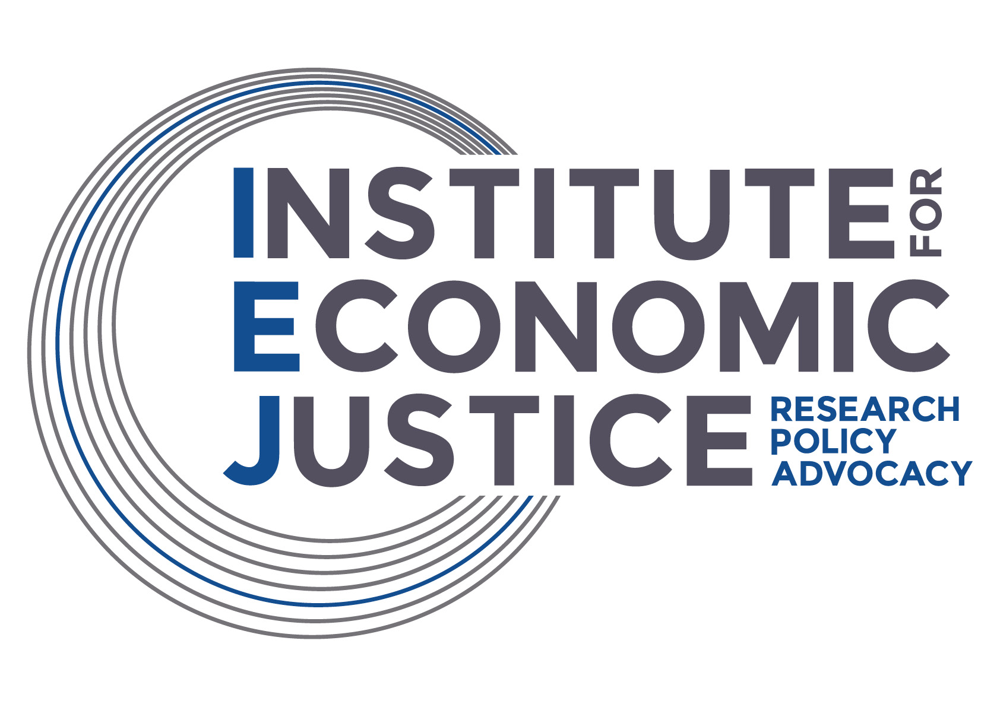 INSTITUTE FOR
ECONOMIC
JUSTICE
RESEARCH
POLICY
ADVOCACY